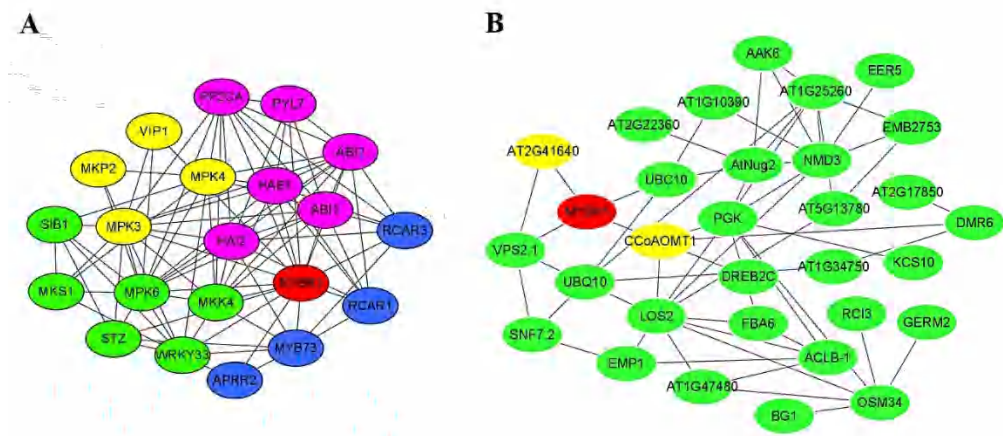 A
PYL7
VIP1
ABI2
MKP2
MPK4
HAB1
ABI1
SIB1
MPK3
HAI2
RCAR3
MKS1
MPK6
MKK4
RCAR1
STZ
WRKY33
MYB73
APRR2
B
AAK6
EER5
AT1G25260
AT1G10390
AT2G22360
EMB2753
AT2G41640
AtNug2
NMD3
UBC10
AT2G17850
PGK
AT5G13780
DMR6
CCoAOMT1
VPS2.1
KCS10
DREB2C
AT1G34750
UBQ10
RCI3
LOS2
FBA6
GERM2
SNF7.2
EMP1
ACLB-1
AT1G47480
OSM34
BG1